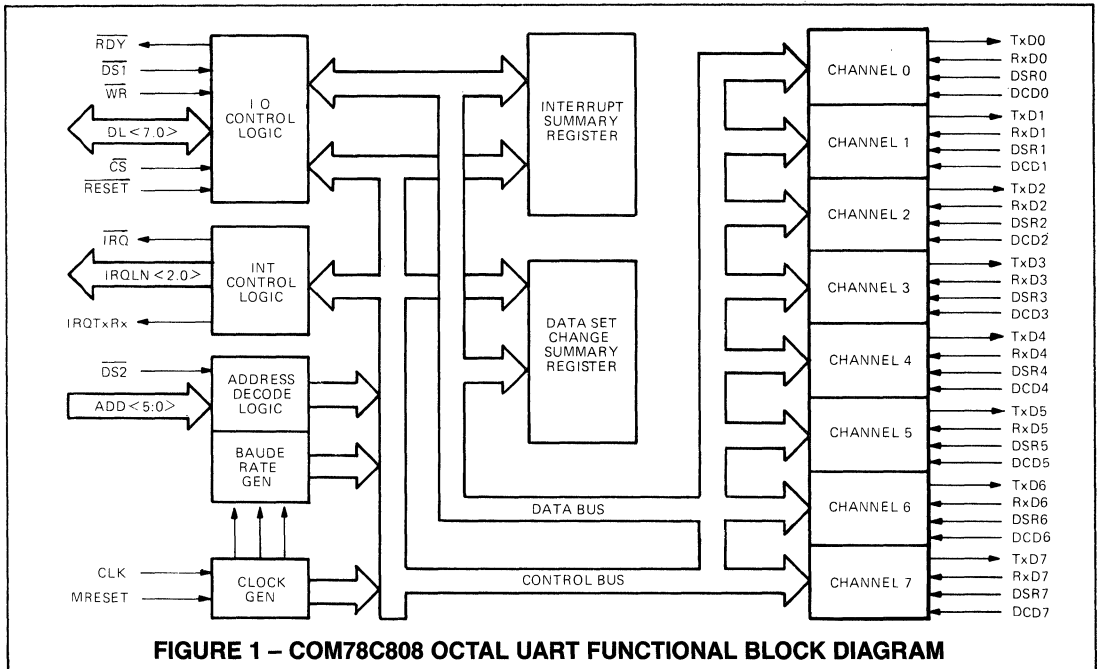 RDY
DS1
WR
DL<7.0>
CS
RESET
I O
CONTROL
LOGIC
IRQ
IRQLN<2.0>
IRQTxRx
INT
CONTROL
LOGIC
DS2
ADD<5:0>
ADDRESS
DECODE
LOGIC
BAUDE
RATE
GEN
CLK
MRESET
CLOCK
GEN
INTERRUPT
SUMMARY
REGISTER
DATA SET
CHANGE
SUMMARY
REGISTER
DATA BUS
CONTROL BUS
CHANNEL 0
TxD0
RxD0
DSR0
DCD0
CHANNEL 1
TxD1
RxD1
DSR1
DCD1
CHANNEL 2
TxD2
RxD2
DSR2
DCD2
CHANNEL 3
TxD3
RxD3
DSR3
DCD3
CHANNEL 4
TxD4
RxD4
DSR4
DCD4
CHANNEL 5
TxD5
RxD5
DSR5
DCD5
CHANNEL 6
TxD6
RxD6
DSR6
DCD6
CHANNEL 7
TxD7
RxD7
DSR7
DCD7
FIGURE 1 – COM78C808 OCTAL UART FUNCTIONAL BLOCK DIAGRAM